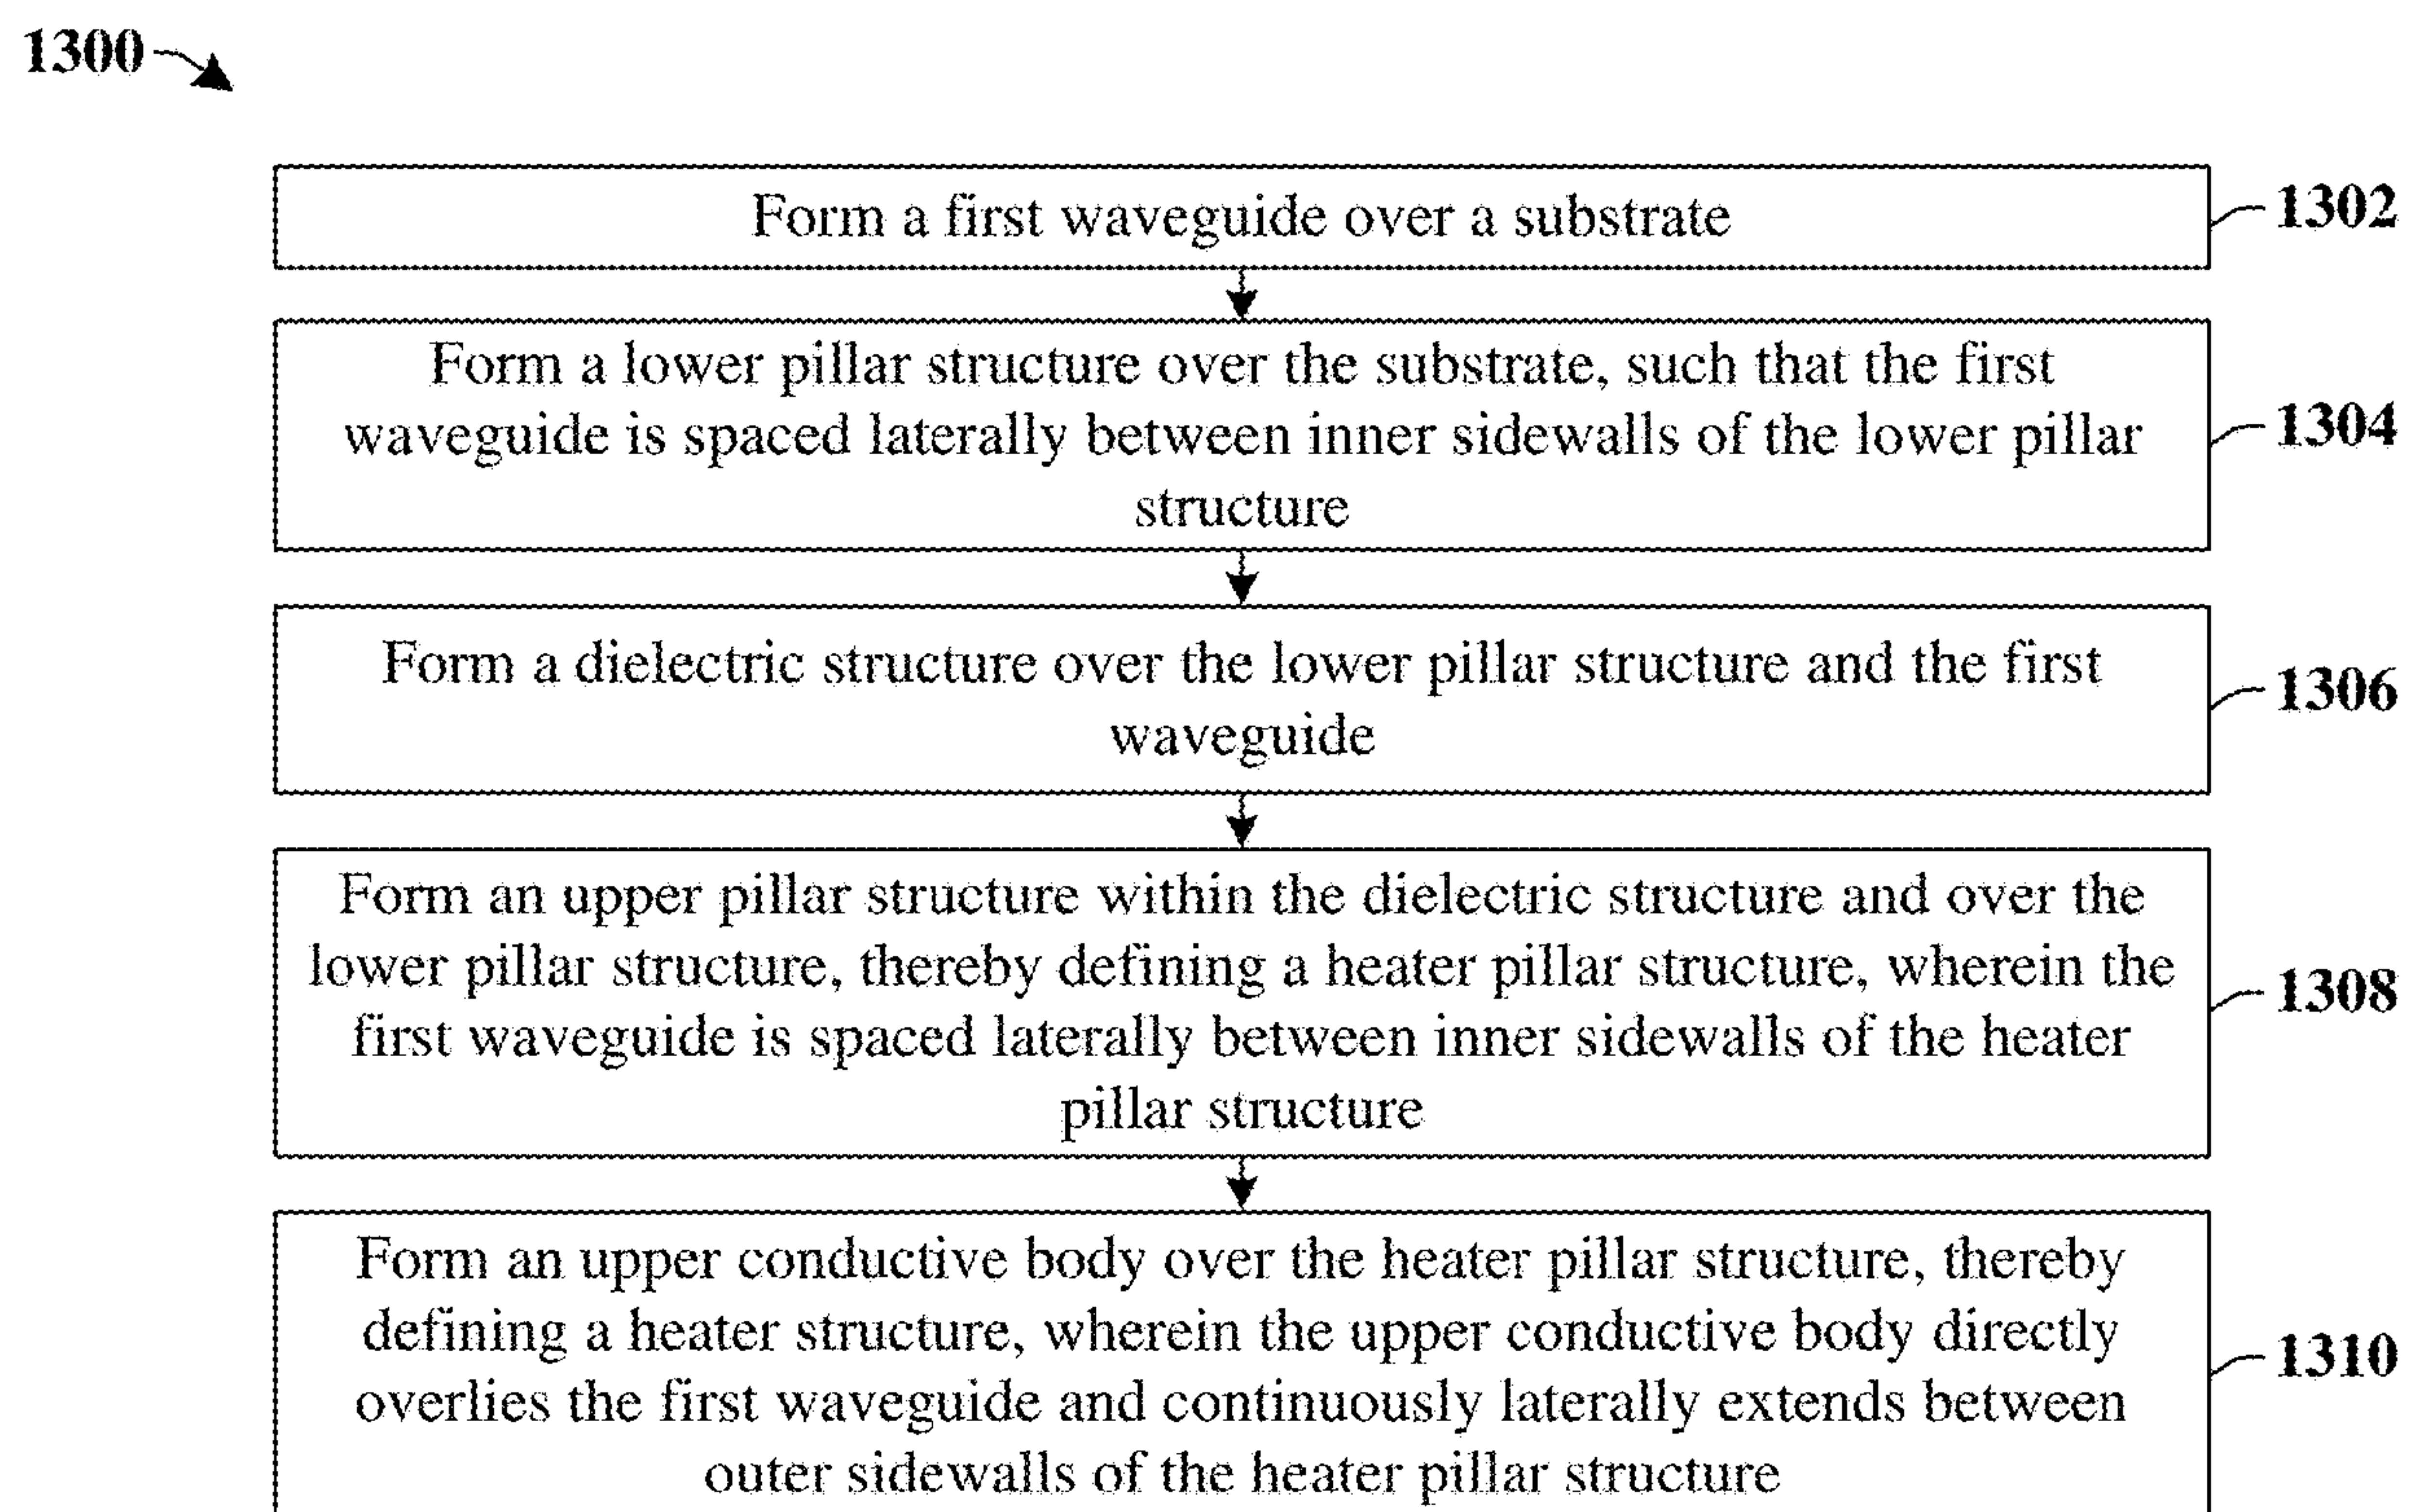 1300
Form a first waveguide over a substrate
1302
Form a lower pillar structure over the substrate, such that the first
waveguide is spaced laterally between inner sidewalls of the lower pillar
structure
1304
Form a dielectric structure over the lower pillar structure and the first
waveguide
1306
Form an upper pillar structure within the dielectric structure and over the
lower pillar structure, thereby defining a heater pillar structure, wherein the
first waveguide is spaced laterally between inner sidewalls of the heater
pillar structure
1308
Form an upper conductive body over the heater pillar structure, thereby
defining a heater structure, wherein the upper conductive body directly
overlies the first waveguide and continuously laterally extends between
outer sidewalls of the heater pillar structure
1310